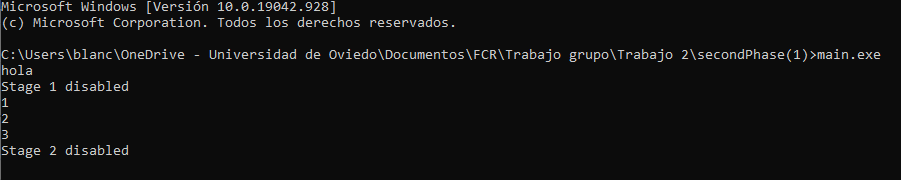 Microsoft Windows [Versión 10.0.19042.928]
(c) Microsoft Corporation. Todos los derechos reservados.
C:\Users\blanc\OneDrive - Universidad de Oviedo\Documentos\FCR\Trabajo grupo\Trabajo 2\secondPhase(1)>main.exe
hola
Stage 1 disabled
1
2
3
Stage 2 disabled